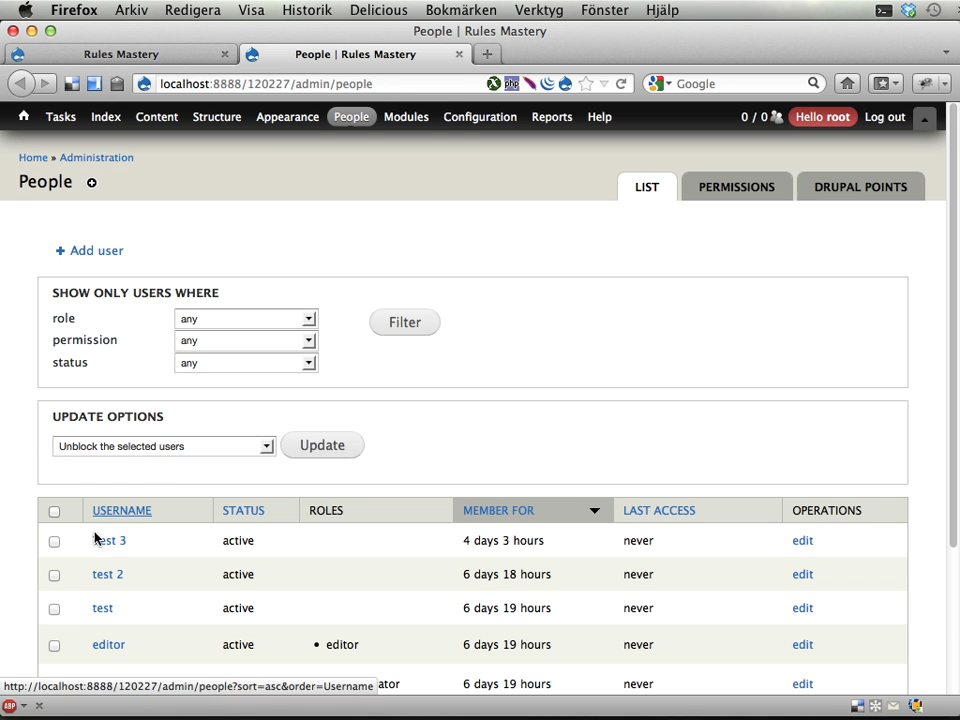 Firefox Arkiv Redigera Visa Historik Delicious Bokmärken Verktyg Fönster Hjälp
People | Rules Mastery
Rules Mastery People | Rules Mastery
localhost:8888/120227/admin/people php Google
Tasks Index Content Structure Appearance People Modules Configuration Reports Help 0 / 0 Hello root Log out
Home » Administration
People
LIST PERMISSIONS DRUPAL POINTS
+ Add user
SHOW ONLY USERS WHERE
role any Filter
permission any
status any
UPDATE OPTIONS
Unblock the selected users Update
USERNAME STATUS ROLES MEMBER FOR LAST ACCESS OPERATIONS
test 3 active 4 days 3 hours never edit
test 2 active 6 days 18 hours never edit
test active 6 days 19 hours never edit
editor active • editor 6 days 19 hours never edit
ator 6 days 19 hours never edit
http://localhost:8888/120227/admin/people?sort=asc&order=Username
ABP